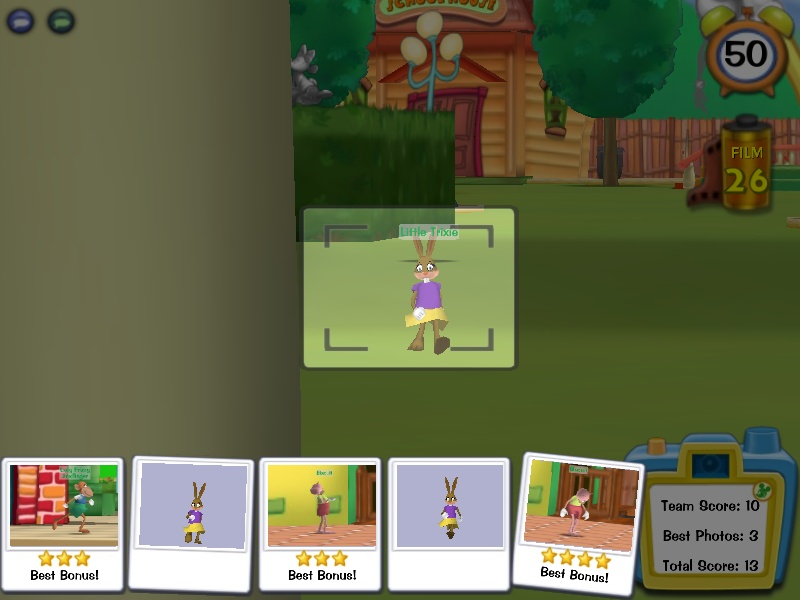 SCHOOLHOUSE
50
FILM
26
Little Trixie
Best Bonus!
Best Bonus!
Best Bonus!
Team Score: 10
Best Photos: 3
Total Score: 13